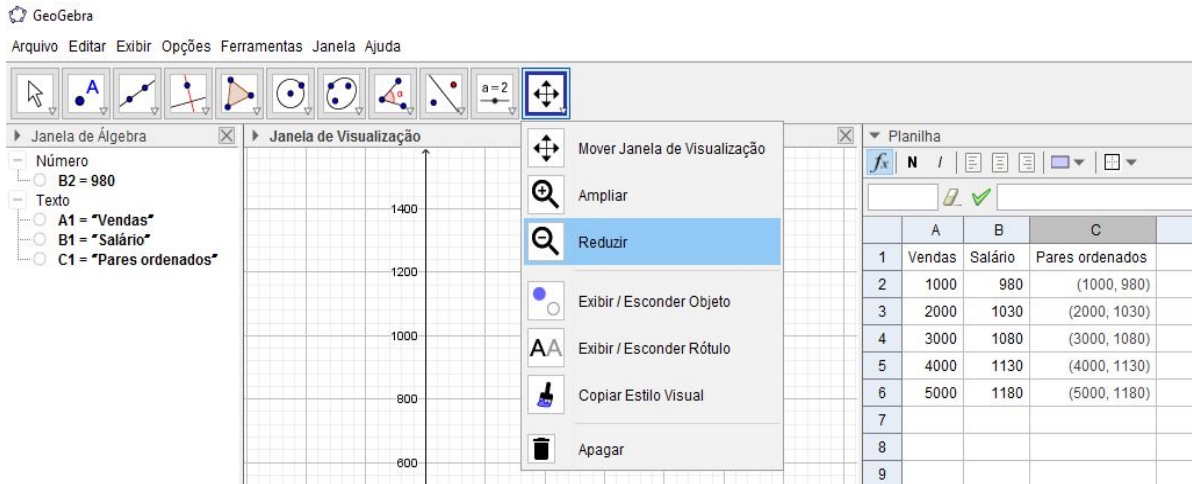 GeoGebra
Arquivo Editar Exibir Opções Ferramentas Janela Ajuda
A
α
a=2
Janela de Álgebra
Número
B2 = 980
Texto
A1 = "Vendas"
B1 = "Salário"
C1 = "Pares ordenados"
Janela de Visualização
1400
1200
1000
800
600
Mover Janela de Visualização
Ampliar
Reduzir
Exibir / Esconder Objeto
AA Exibir / Esconder Rótulo
Copiar Estilo Visual
Apagar
Planilha
fx N I
A B C
1 Vendas Salário Pares ordenados
2 1000 980 (1000, 980)
3 2000 1030 (2000, 1030)
4 3000 1080 (3000, 1080)
5 4000 1130 (4000, 1130)
6 5000 1180 (5000, 1180)
7
8
9